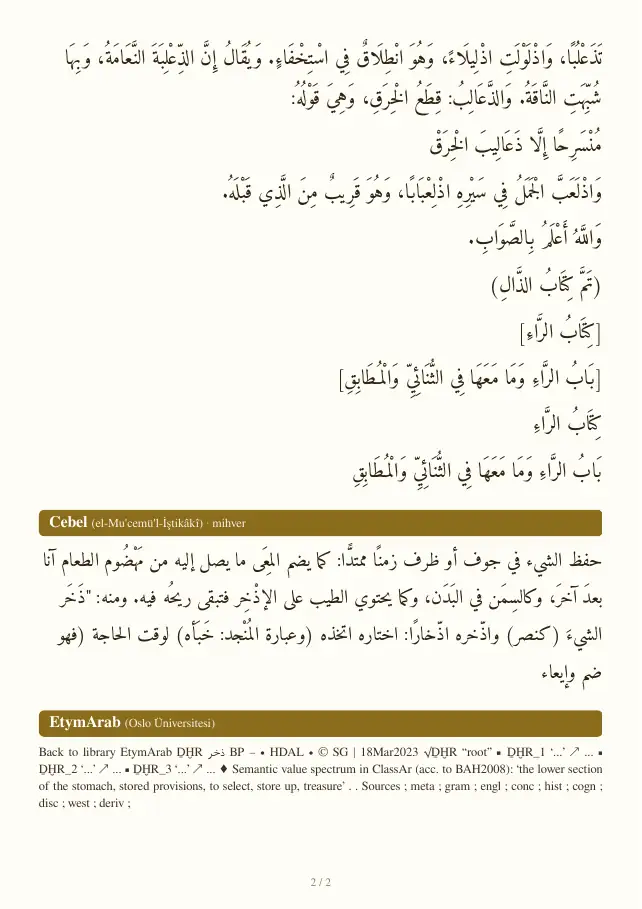 تَذَعْلُبًا، وَاذْلَوْلَتِ اذْلِيلَاءً، وَهُوَ انْطِلَاقٌ فِي اسْتِخْفَاءٍ. وَيُقَالُ إِنَّ الذِّعْلِبَةَ النَّعَامَةُ، وَبِهَا
شُبِّهَتِ النَّاقَةُ. وَالذَّعَالِبُ: قِطَعُ الْخِرَقِ، وَهِيَ قَوْلُهُ:
مُنْسَرِحًا إِلَّا ذَعَالِيبَ الْخِرَقْ
وَاذْلَعَبَّ الْجَمَلُ فِي سَيْرِهِ اذْلِعْبَابًا، وَهُوَ قَرِيبٌ مِنَ الَّذِي قَبْلَهُ.
وَاللَّهُ أَعْلَمُ بِالصَّوَابِ.
(تَمَّ كِتَابُ الذَّالِ)
[كِتَابُ الرَّاءِ]
[بَابُ الرَّاءِ وَمَا مَعَهَا فِي الثُّنَائِيِّ وَالْمُطَابِقِ]
كِتَابُ الرَّاءِ
بَابُ الرَّاءِ وَمَا مَعَهَا فِي الثُّنَائِيِّ وَالْمُطَابِقِ
Cebel (el-Mu'cemü'l-İştikâkî) · mihver
حفظ الشيء في جوف أو ظرف زمنًا ممتدًّا: كما يضم المِعَى ما يصل إليه من مَهْضُوم الطعام آنا
بعدَ آخرَ، وكالسِمَن في البَدَن، وكما يحتوي الطيب على الإذْخِر فتبقى ريحُه فيه. ومنه: "ذَخَر
الشيءَ (كنصر) واذّخره اذّخارًا: اختاره اتخذه (وعبارة المُنْجد: خَبَأه) لوقت الحاجة (فهو
ضم وإيعاء
EtymArab (Oslo Üniversitesi)
Back to library EtymArab ḎḪR ذخر BP – • HDAL • © SG | 18Mar2023 √ḎḪR “root” ▪ ḎḪR_1 ‘...’ ↗ ... ▪
ḎḪR_2 ‘...’ ↗ ... ▪ ḎḪR_3 ‘...’ ↗ ... ♦ Semantic value spectrum in ClassAr (acc. to BAH2008): ‘the lower section
of the stomach, stored provisions, to select, store up, treasure’ . . Sources ; meta ; gram ; engl ; conc ; hist ; cogn ;
disc ; west ; deriv ;
2 / 2